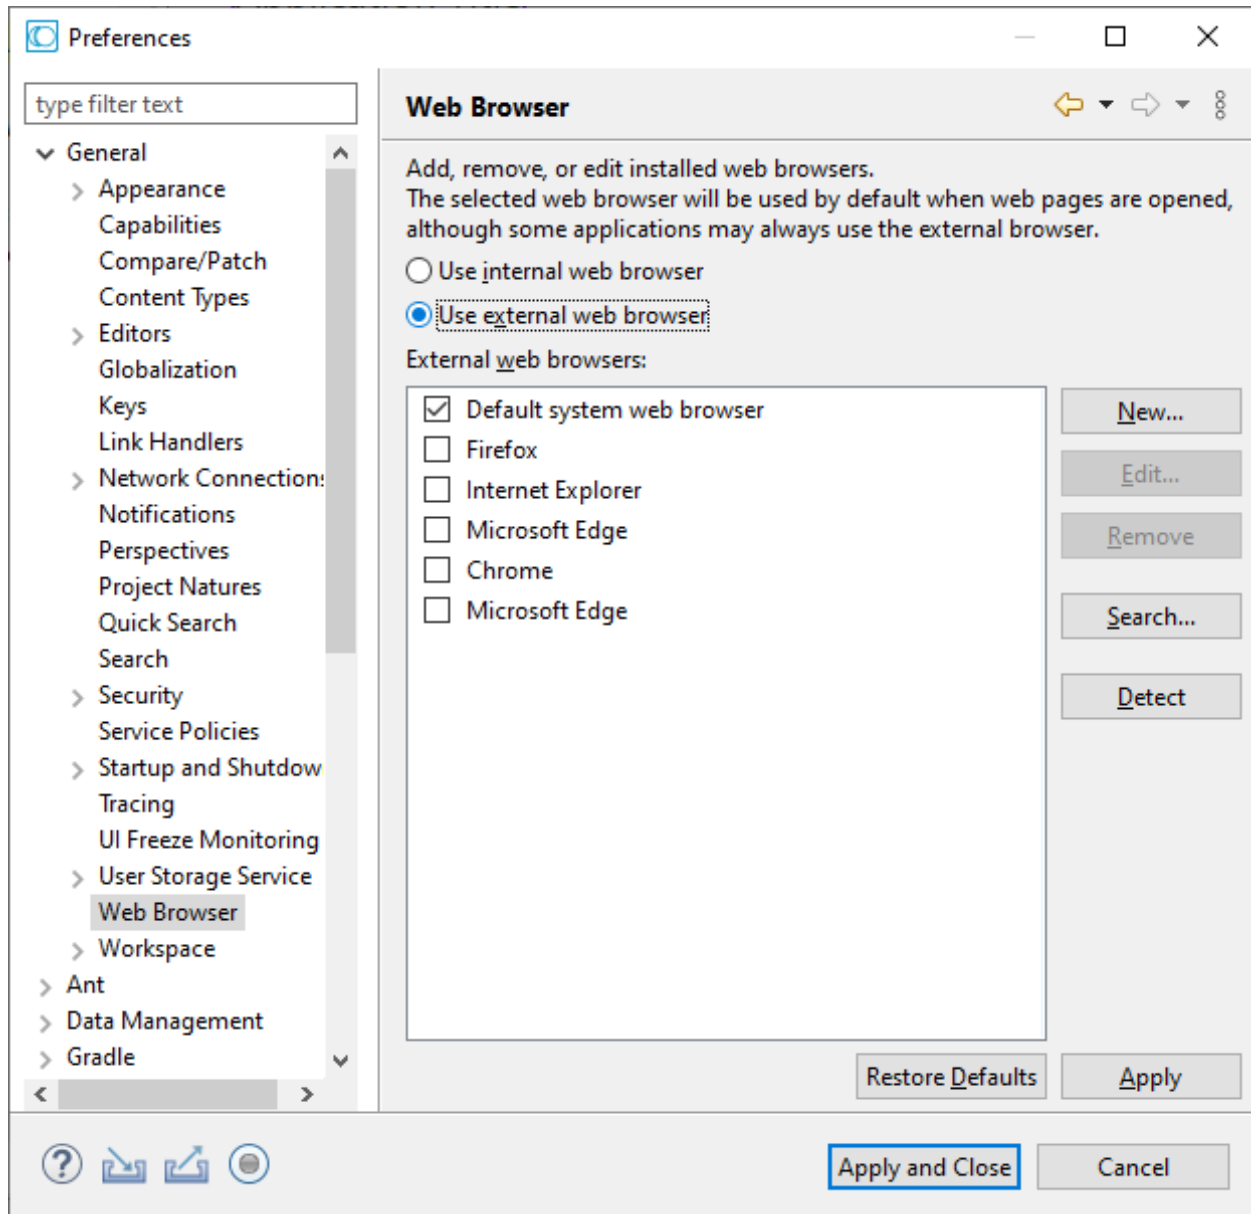 Preferences
type filter text
General
Appearance
Capabilities
Compare/Patch
Content Types
Editors
Globalization
Keys
Link Handlers
Network Connections
Notifications
Perspectives
Project Natures
Quick Search
Search
Security
Service Policies
Startup and Shutdow
Tracing
UI Freeze Monitoring
User Storage Service
Web Browser
Workspace
Ant
Data Management
Gradle
Web Browser
Add, remove, or edit installed web browsers.
The selected web browser will be used by default when web pages are opened,
although some applications may always use the external browser.
Use internal web browser
Use external web browser
External web browsers:
Default system web browser
Firefox
Internet Explorer
Microsoft Edge
Chrome
Microsoft Edge
New...
Edit...
Remove
Search...
Detect
Restore Defaults
Apply
Apply and Close
Cancel